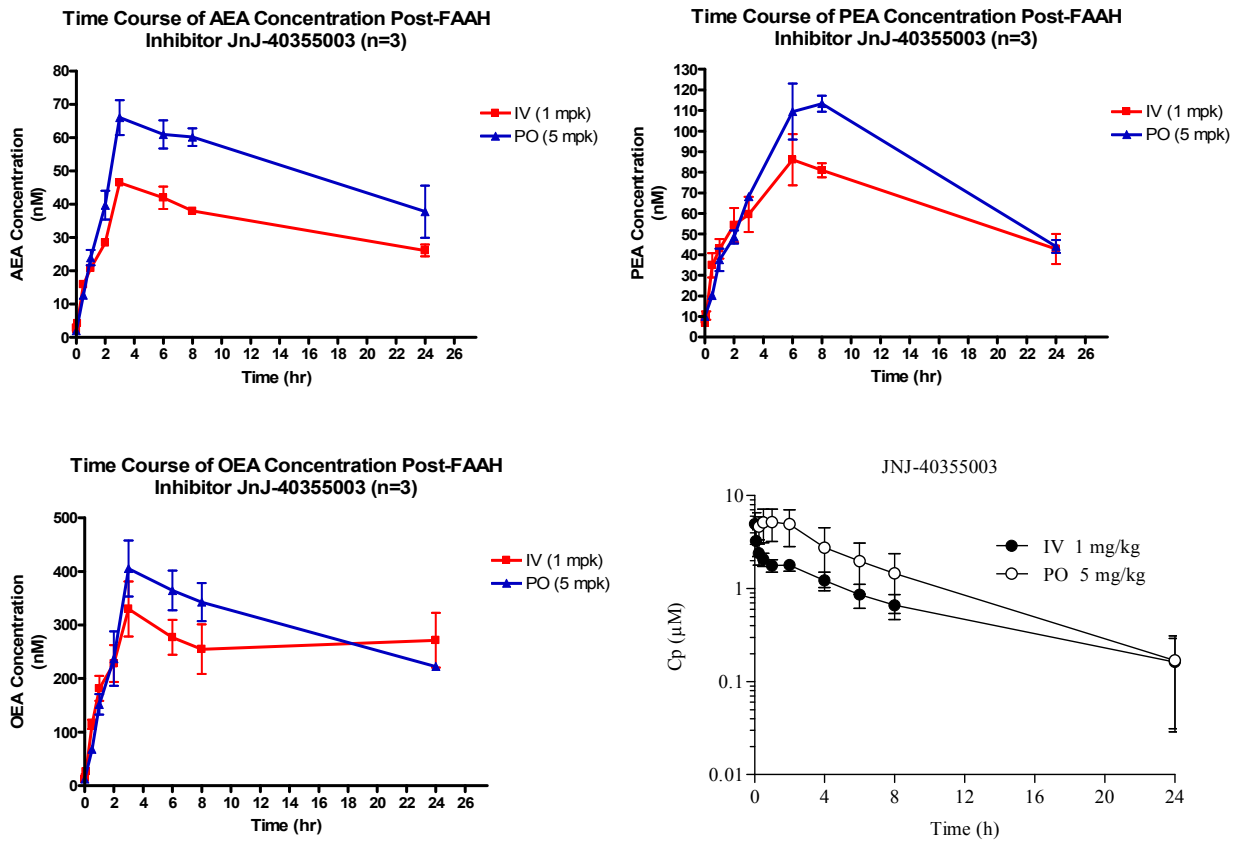 Time Course of AEA Concentration Post-FAAH
Inhibitor JnJ-40355003 (n=3)
80
70
60
50
40
30
20
10
0
AEA Concentration
(nM)
0 2 4 6 8 10 12 14 16 18 20 22 24 26
Time (hr)
IV (1 mpk)
PO (5 mpk)
Time Course of PEA Concentration Post-FAAH
Inhibitor JnJ-40355003 (n=3)
130
120
110
100
90
80
70
60
50
40
30
20
10
0
PEA Concentration
(nM)
0 2 4 6 8 10 12 14 16 18 20 22 24 26
Time (hr)
IV (1 mpk)
PO (5 mpk)
Time Course of OEA Concentration Post-FAAH
Inhibitor JnJ-40355003 (n=3)
500
400
300
200
100
0
OEA Concentration
(nM)
0 2 4 6 8 10 12 14 16 18 20 22 24 26
Time (hr)
IV (1 mpk)
PO (5 mpk)
JNJ-40355003
10
1
0.1
0.01
Cp (µM)
0 4 8 12 16 20 24
Time (h)
IV 1 mg/kg
PO 5 mg/kg